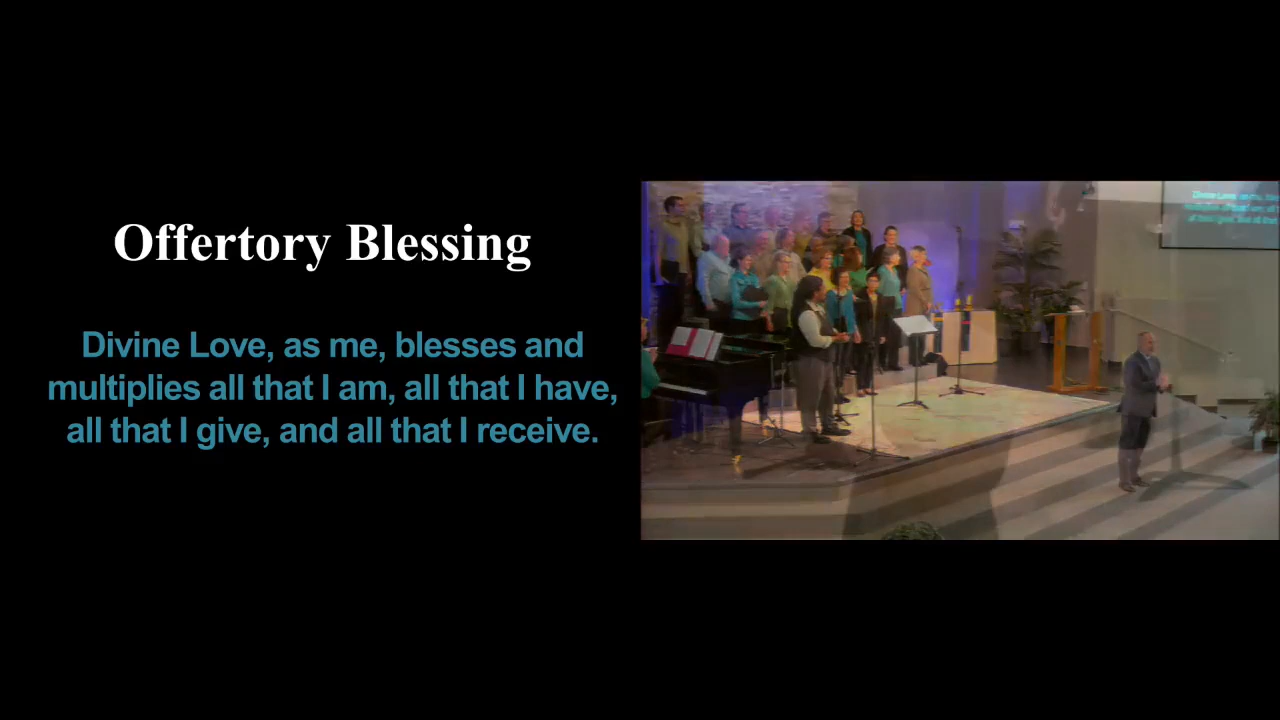 Offertory Blessing
Divine Love, as me, blesses and
multiplies all that I am, all that I have,
all that I give, and all that I receive.